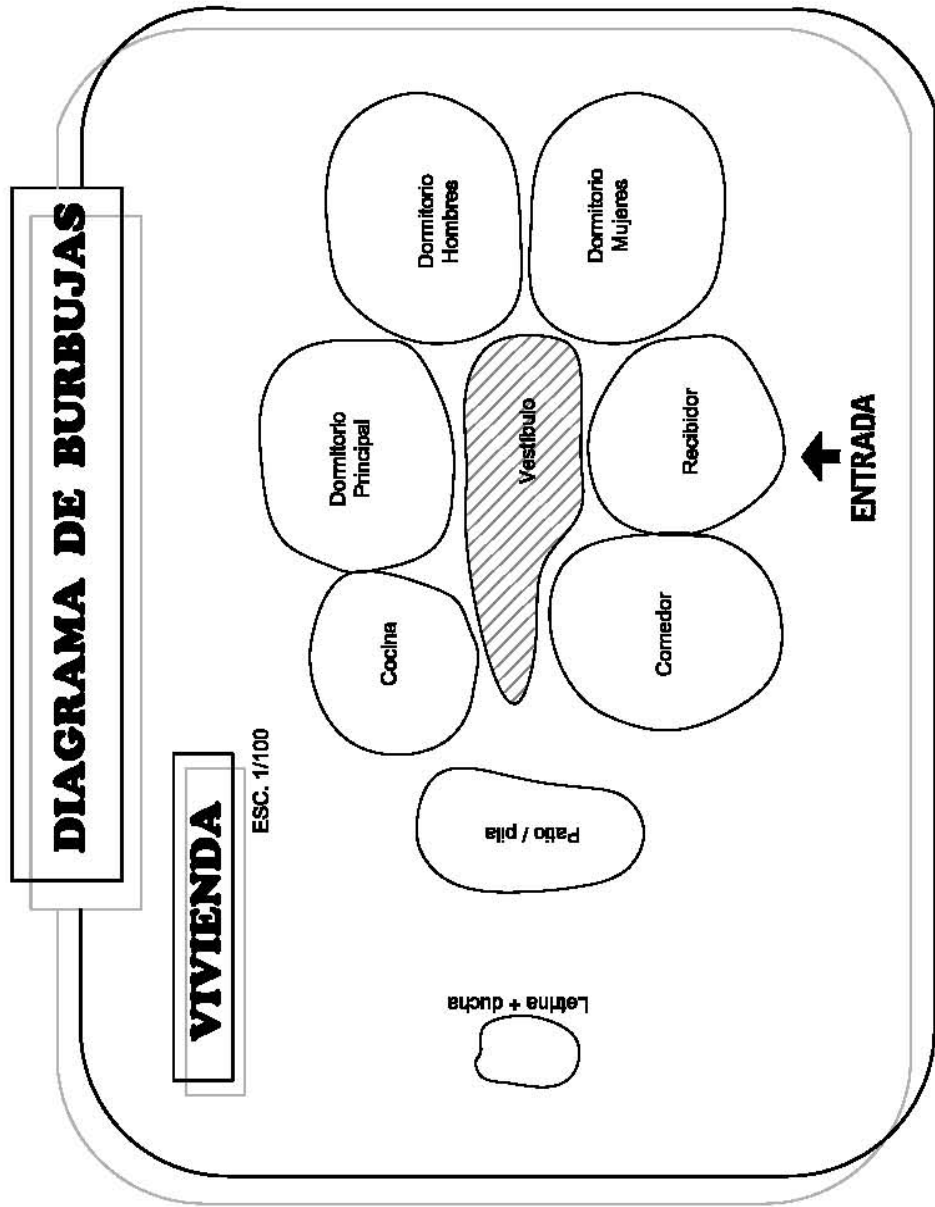 DIAGRAMA DE BURBUJAS
VIVIENDA
ESC. 1/100
Letrina + ducha
Patio / pila
Cocina
Dormitorio
Principal
Dormitorio
Hombres
Vestíbulo
Comedor
Recibidor
Dormitorio
Mujeres
ENTRADA